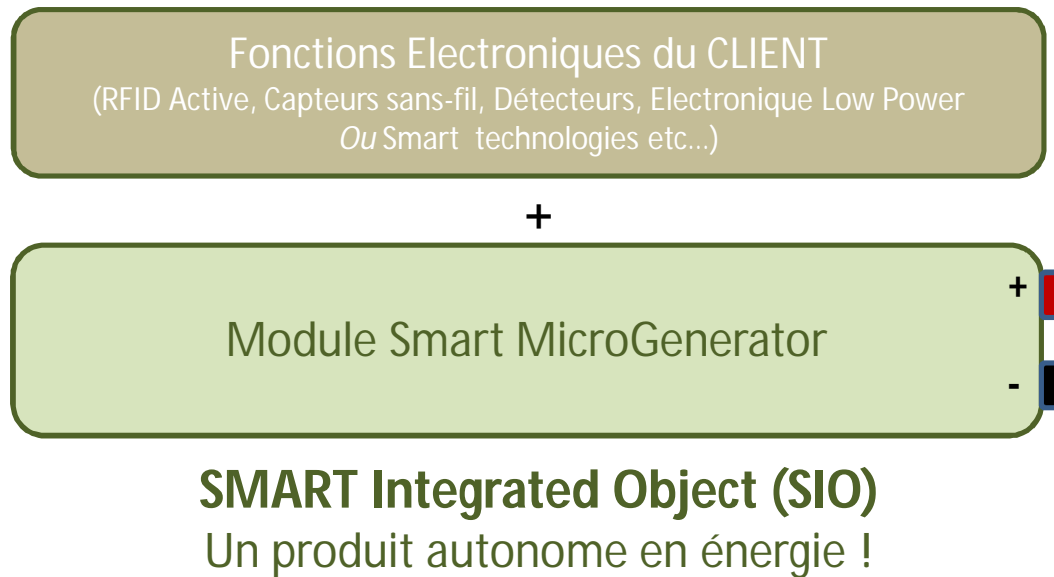 Fonctions Electroniques du CLIENT
(RFID Active, Capteurs sans-fil, Détecteurs, Electronique Low Power
Ou Smart technologies etc...)
+
+
Module Smart MicroGenerator
-
SMART Integrated Object (SIO)
Un produit autonome en énergie !